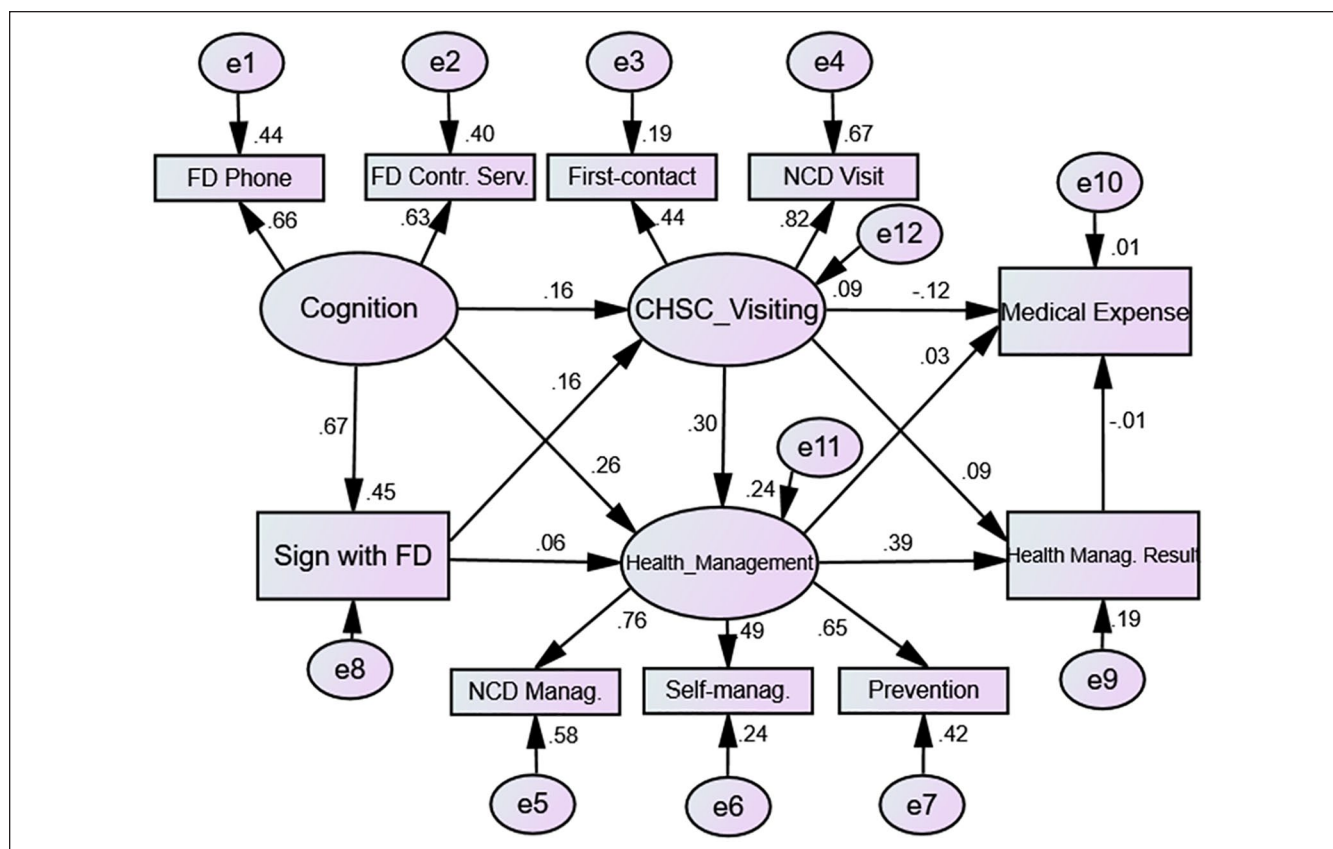 e1
e2
e3
e4
.44
.40
.19
.67
e10
FD Phone
FD Contr. Serv.
First-contact
NCD Visit
.66
.63
.44
.82
e12
.01
Cognition
.16
CHSC_Visiting
.09
-.12
Medical Expense
.03
.16
.67
.30
e11
-.01
.26
.09
.45
.24
Sign with FD
.06
Health_Management
.39
Health Manag. Result
.76
.49
.65
.19
e8
NCD Manag.
Self-manag.
Prevention
e9
.58
.24
.42
e5
e6
e7